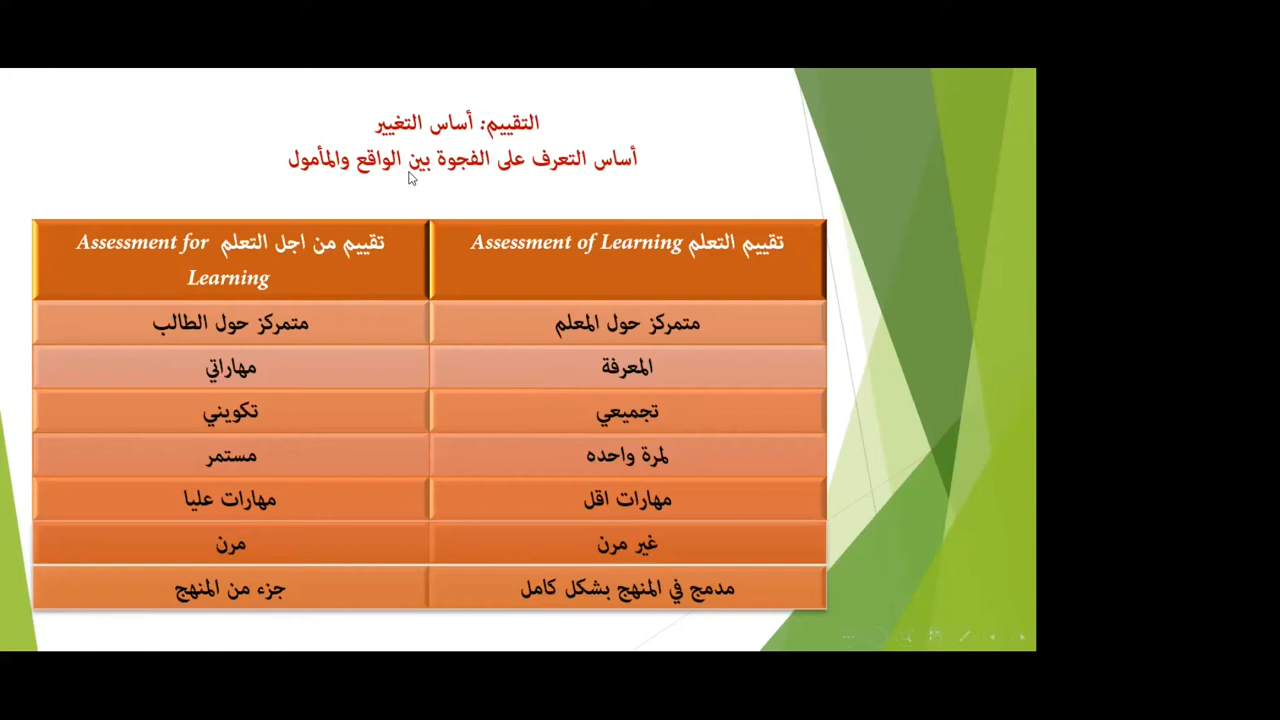 التقييم: أساس التغيير
أساس التعرف على الفجوة بين الواقع والمأمول
تقييم التعلم Assessment of Learning
تقييم من اجل التعلم Assessment for
Learning
متمركز حول المعلم
متمركز حول الطالب
المعرفة
مهاراتي
تجميعي
تكويني
لمرة واحده
مستمر
مهارات اقل
مهارات عليا
غير مرن
مرن
مدمج في المنهج بشكل كامل
جزء من المنهج